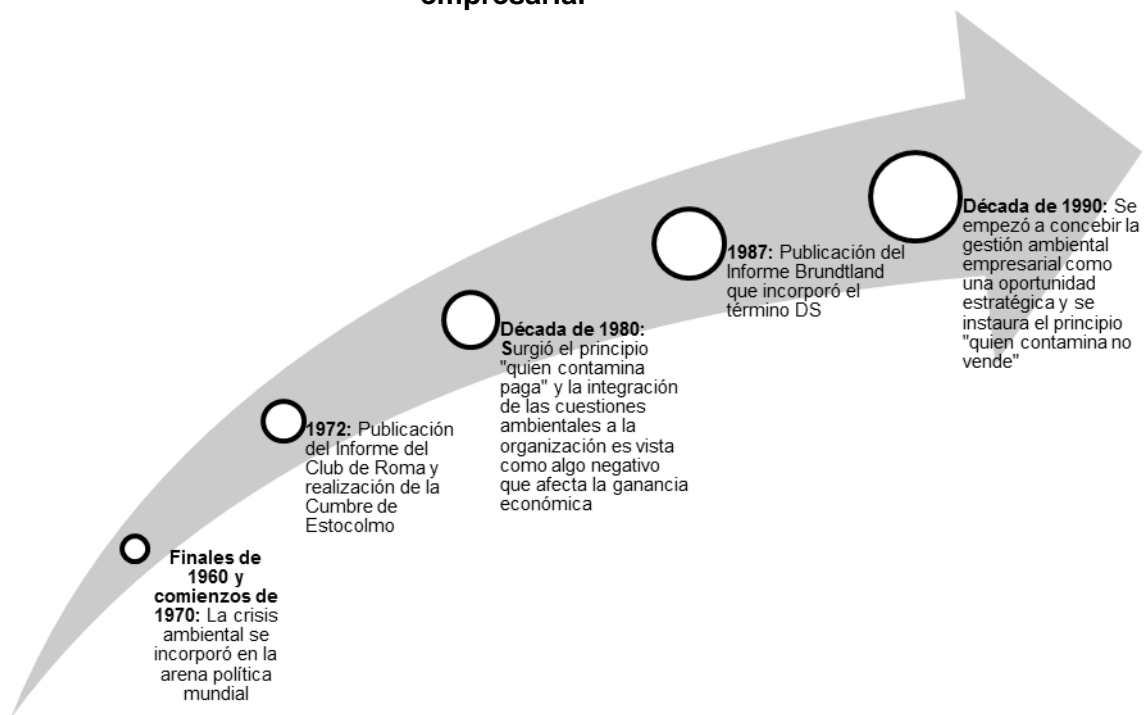 empresarial
Finales de
1960 y
comienzos de
1970: La crisis
ambiental se
incorporó en la
arena política
mundial
1972: Publicación
del Informe del
Club de Roma y
realización de la
Cumbre de
Estocolmo
Década de 1980:
Surgió el principio
"quien contamina
paga" y la integración
de las cuestiones
ambientales a la
organización es vista
como algo negativo
que afecta la ganancia
económica
1987: Publicación del
Informe Brundtland
que incorporó el
término DS
Década de 1990: Se
empezó a concebir la
gestión ambiental
empresarial como
una oportunidad
estratégica y se
instaura el principio
"quien contamina no
vende"